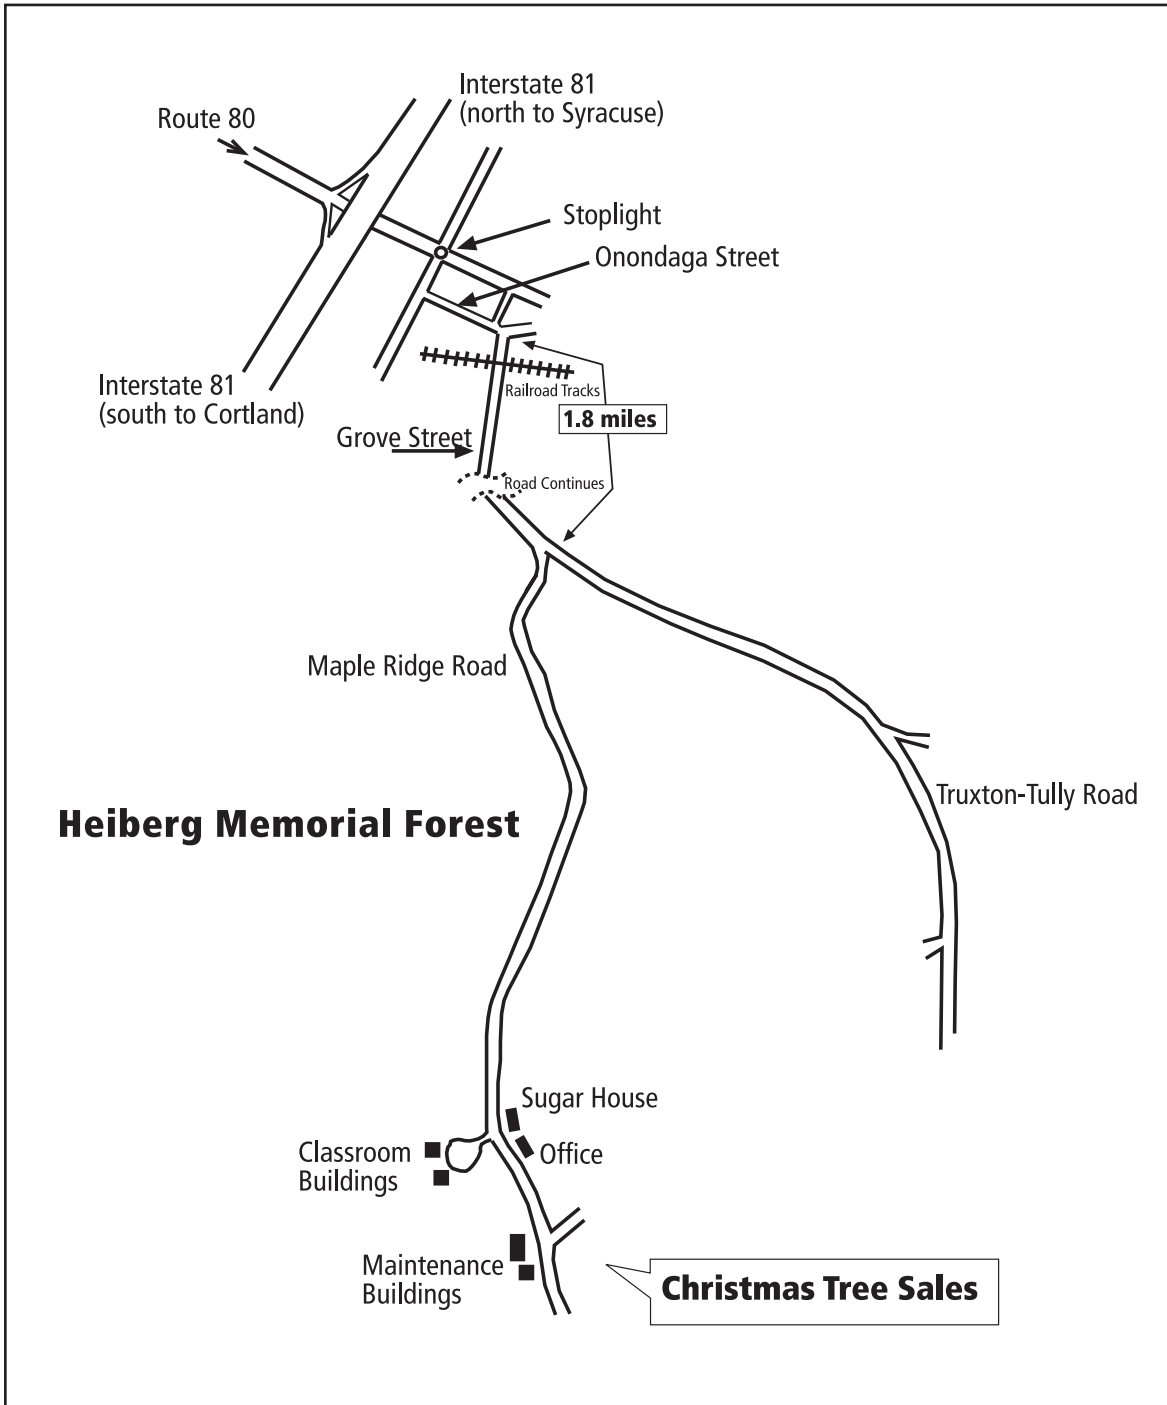 Interstate 81
(north to Syracuse)
Route 80
Stoplight
Onondaga Street
Interstate 81
(south to Cortland)
Railroad Tracks
1.8 miles
Grove Street
Road Continues
Maple Ridge Road
Truxton-Tully Road
Heiberg Memorial Forest
Sugar House
Classroom
Buildings
Office
Maintenance
Buildings
Christmas Tree Sales